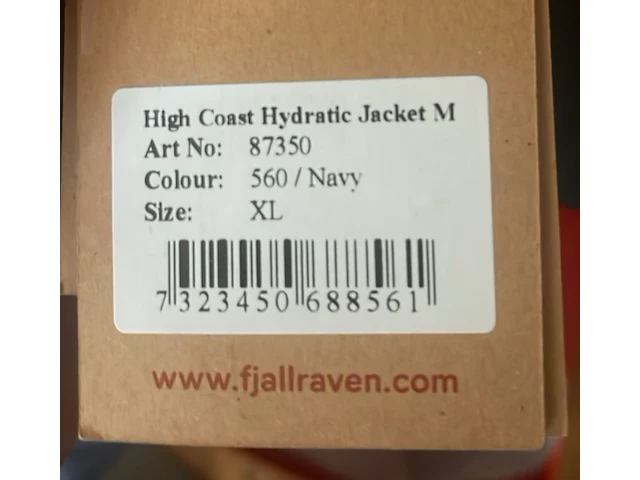 High Coast Hydratic Jacket M
Art No: 87350
Colour: 560 / Navy
Size: XL
7 323450 688561
www.fjallraven.com